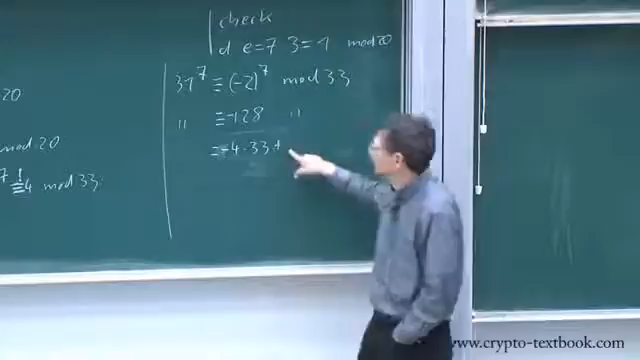 check
d e=7 3=1 mod 20
31^7 ≡ (-2)^7 mod 33
" ≡ -128 "
≡ -4·33+
20
mod 20
7 !≡ 4 mod 33
www.crypto-textbook.com